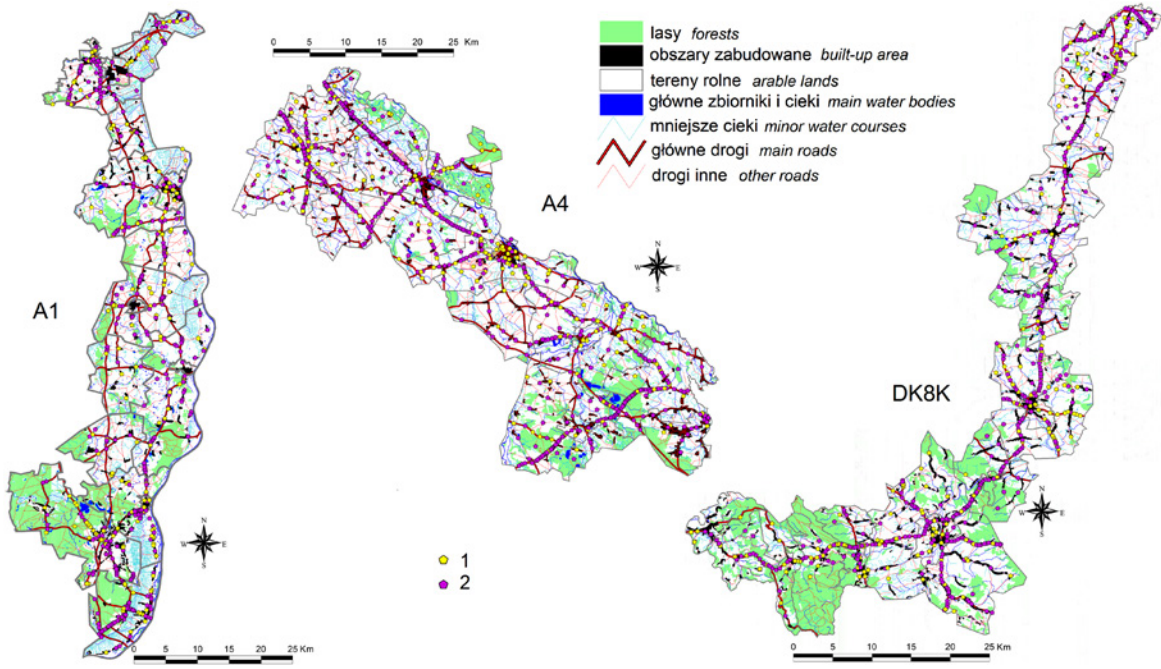 0 5 10 15 20 25 Km
lasy forests
obszary zabudowane built-up area
tereny rolne arable lands
główne zbiorniki i cieki main water bodies
mniejsze cieki minor water courses
główne drogi main roads
drogi inne other roads
A1
A4
DK8K
N
W E
S
N
W E
S
N
W E
S
1
2
0 5 10 15 20 25 Km
0 5 10 15 20 25 Km